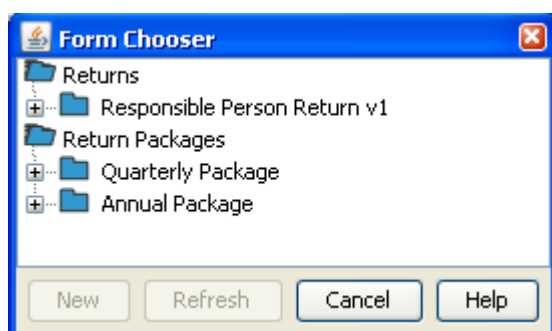 Form Chooser
Returns
Responsible Person Return v1
Return Packages
Quarterly Package
Annual Package
New Refresh Cancel Help